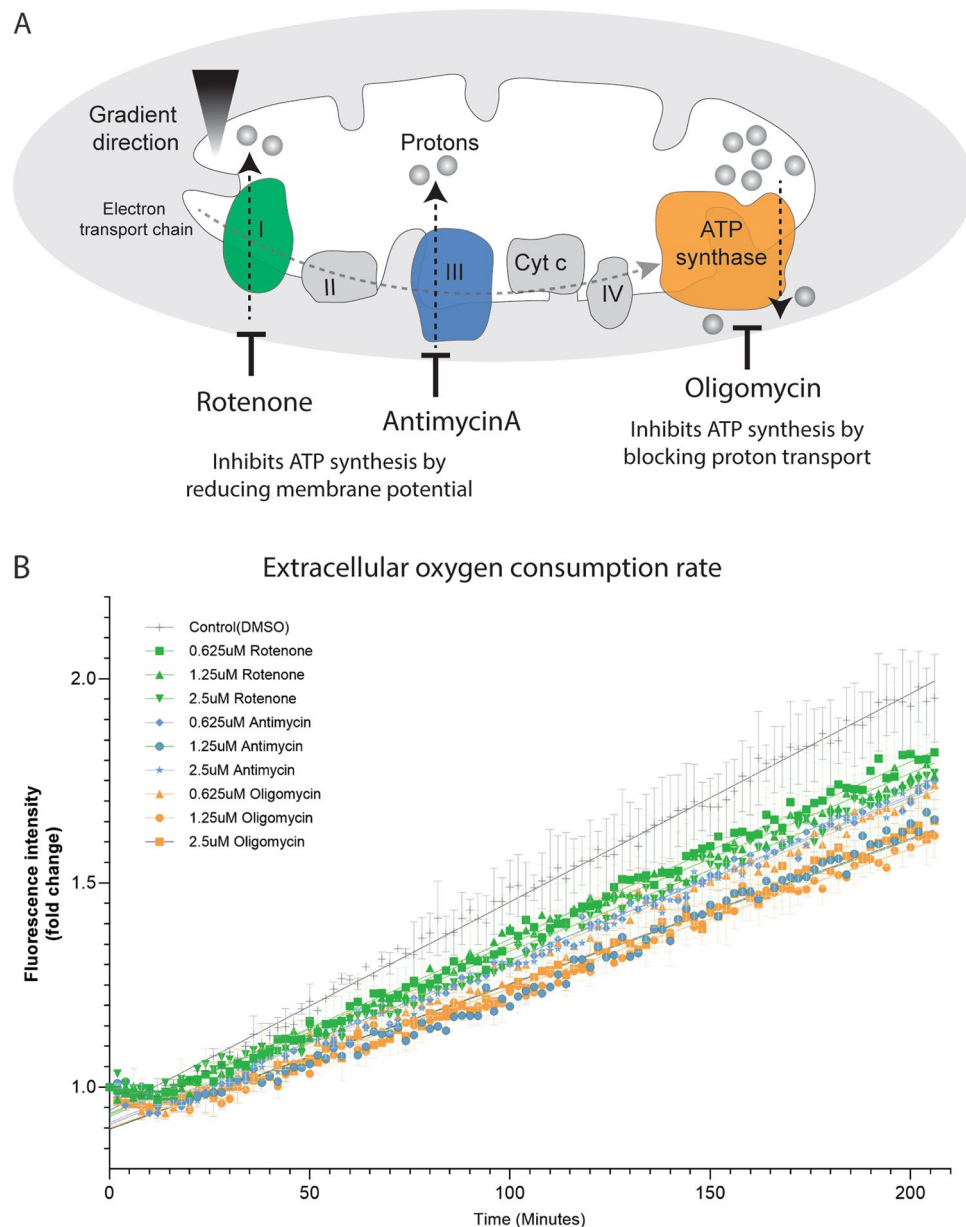 A
Gradient
direction
Protons
Electron
transport chain
I
II
III
Cyt c
IV
ATP
synthase
Rotenone
AntimycinA
Oligomycin
Inhibits ATP synthesis by
reducing membrane potential
Inhibits ATP synthesis by
blocking proton transport
B
Extracellular oxygen consumption rate
Control(DMSO)
0.625uM Rotenone
1.25uM Rotenone
2.5uM Rotenone
0.625uM Antimycin
1.25uM Antimycin
2.5uM Antimycin
0.625uM Oligomycin
1.25uM Oligomycin
2.5uM Oligomycin
Fluorescence intensity
(fold change)
2.0
1.5
1.0
0
50
100
150
200
Time (Minutes)